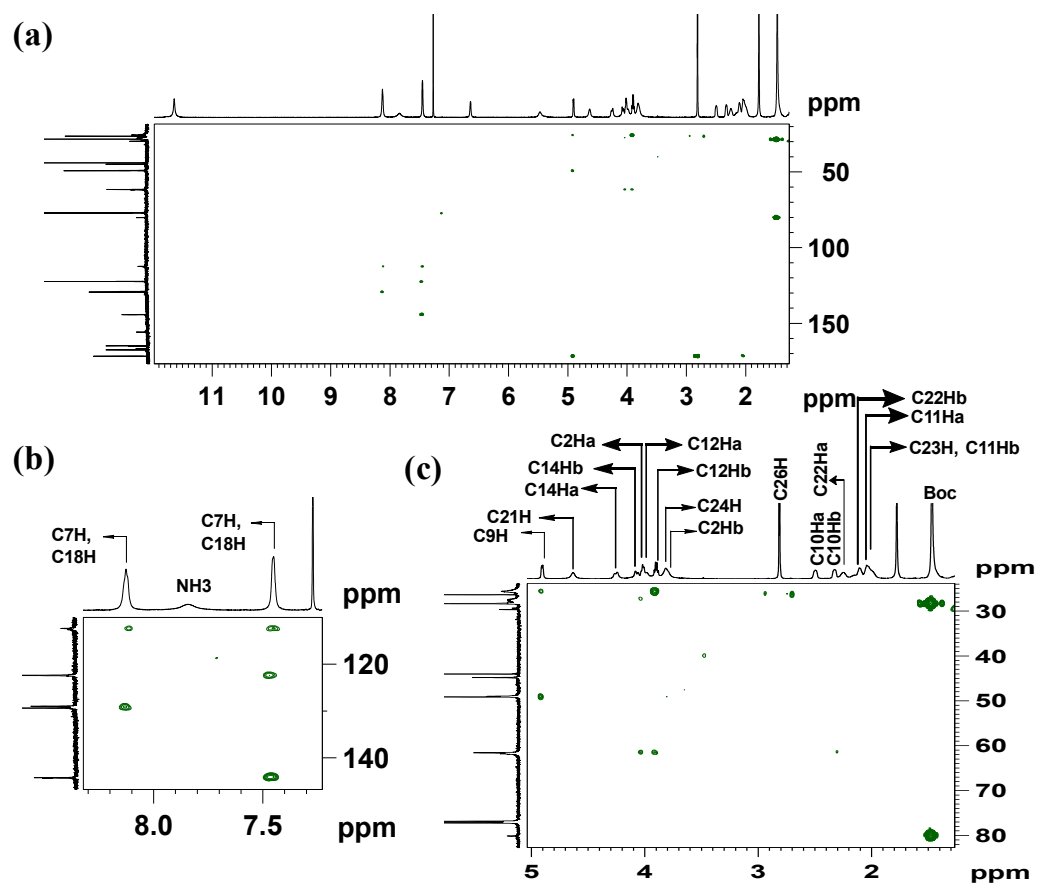 (a)
ppm
50
100
150
11 10 9 8 7 6 5 4 3 2
ppm
(b)
C7H,
C18H
C7H,
C18H
NH3
ppm
120
140
8.0 7.5
ppm
(c)
C2Ha
C14Hb
C14Ha
C21H
C9H
C12Ha
C12Hb
C24H
C2Hb
C26H
C10Ha
C10Hb
C22Ha
C22Hb
C11Ha
C23H, C11Hb
Boc
ppm
30
40
50
60
70
80
5 4 3 2
ppm